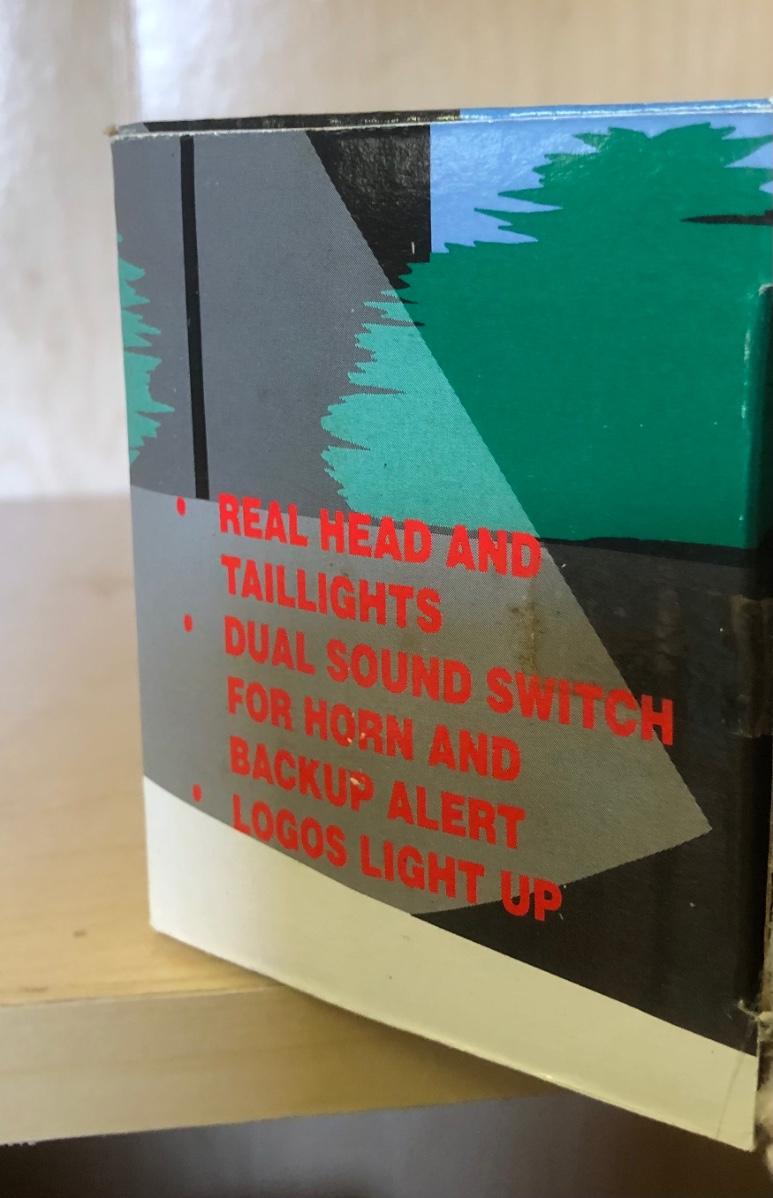 • REAL HEAD AND
TAILLIGHTS
• DUAL SOUND SWITCH
FOR HORN AND
BACKUP ALERT
• LOGOS LIGHT UP